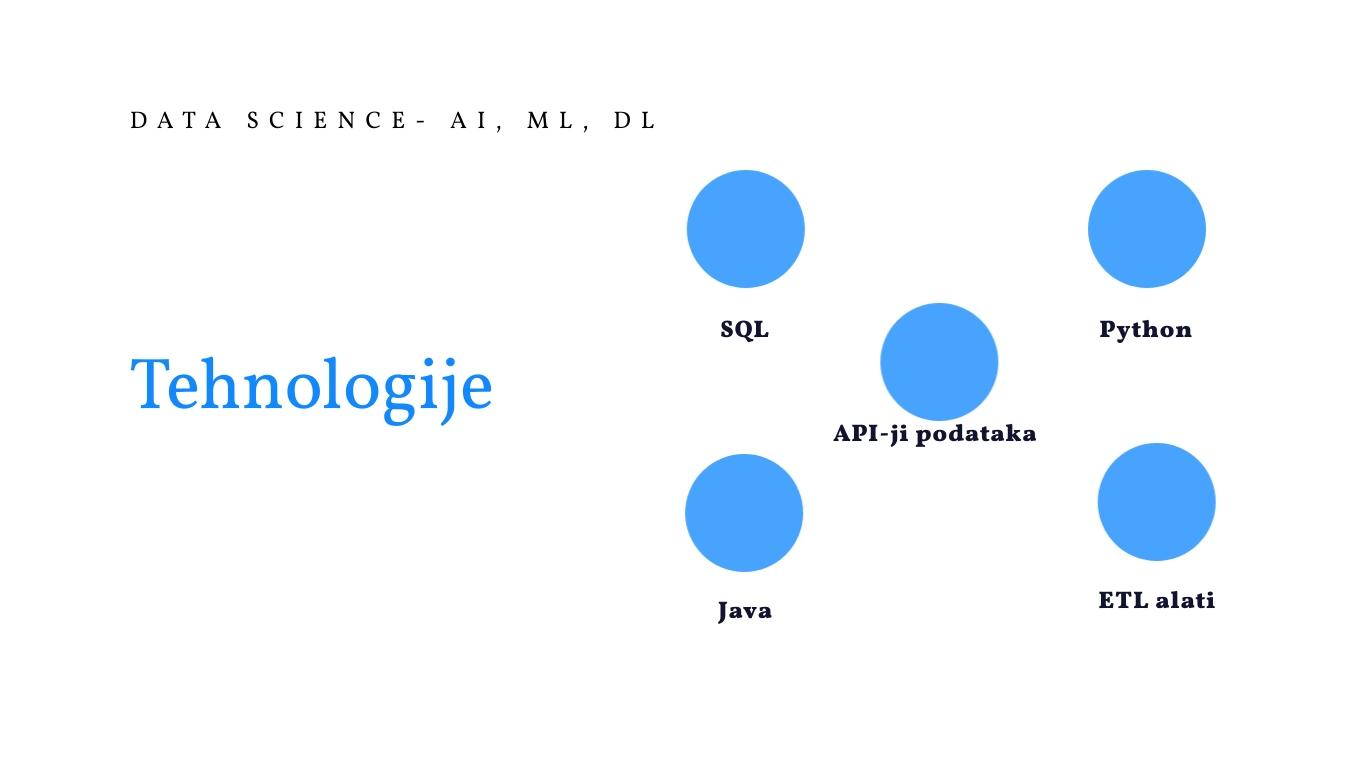 DATA SCIENCE- AI, ML, DL
Tehnologije
SQL
Python
API-ji podataka
Java
ETL alati